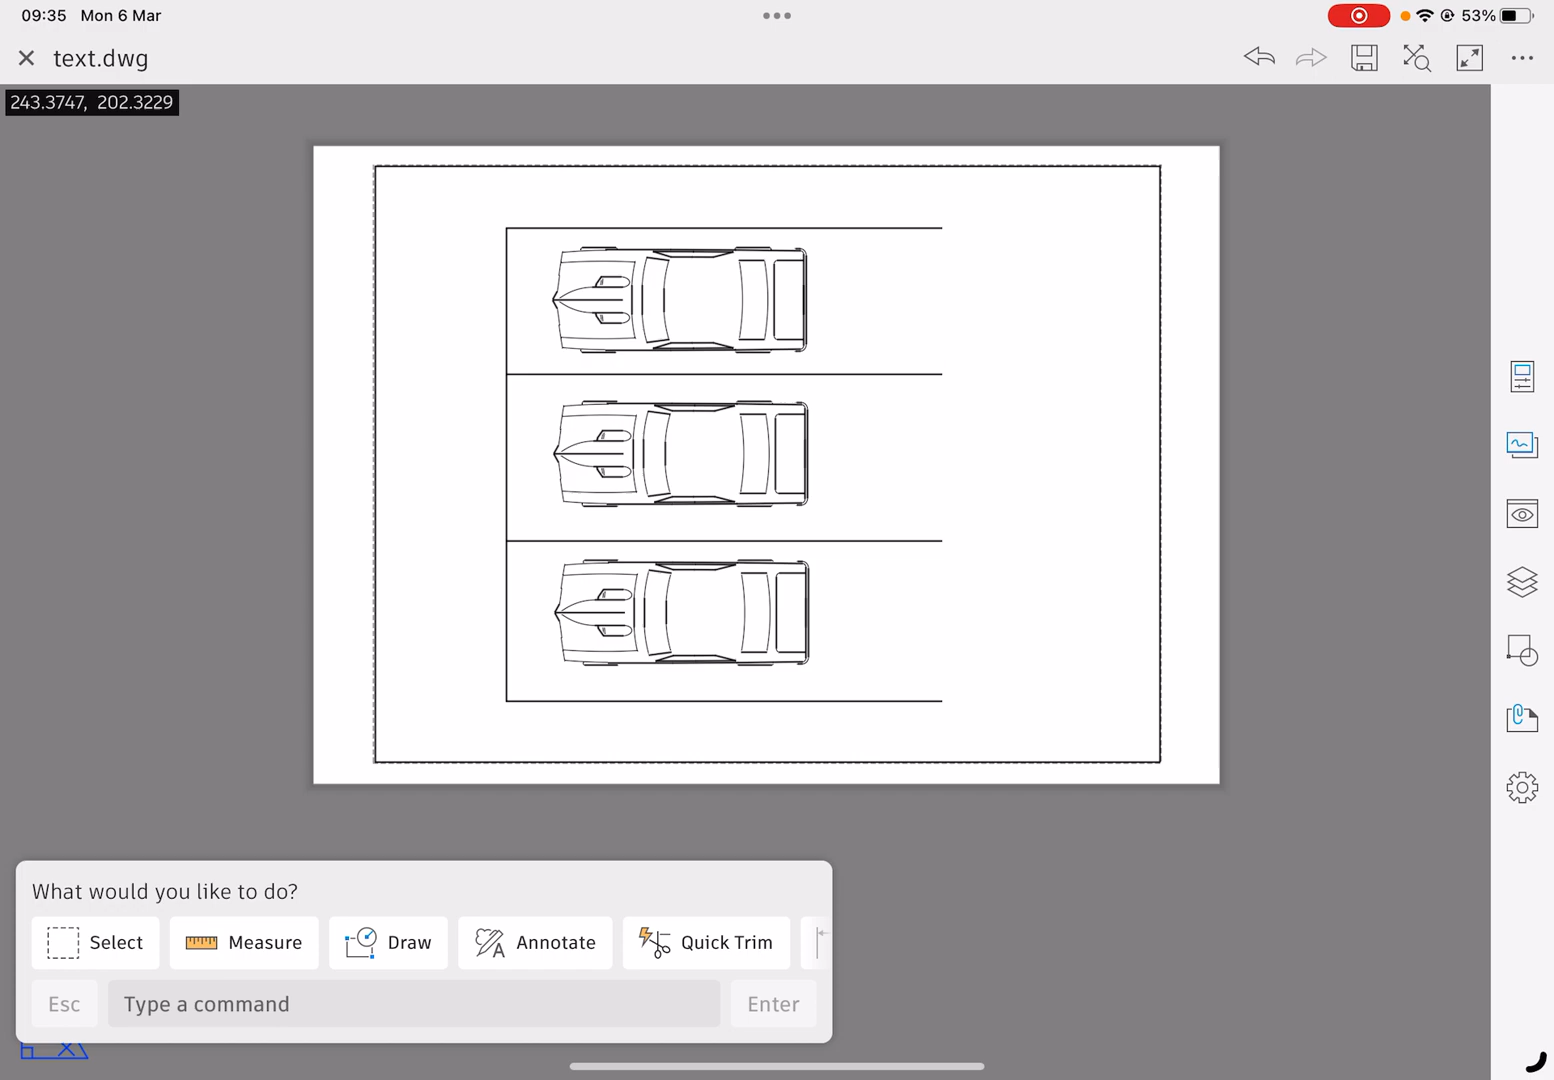 09:35 Mon 6 Mar
53%
text.dwg
243.3747, 202.3229
What would you like to do?
Select Measure Draw Annotate Quick Trim
Esc Type a command Enter